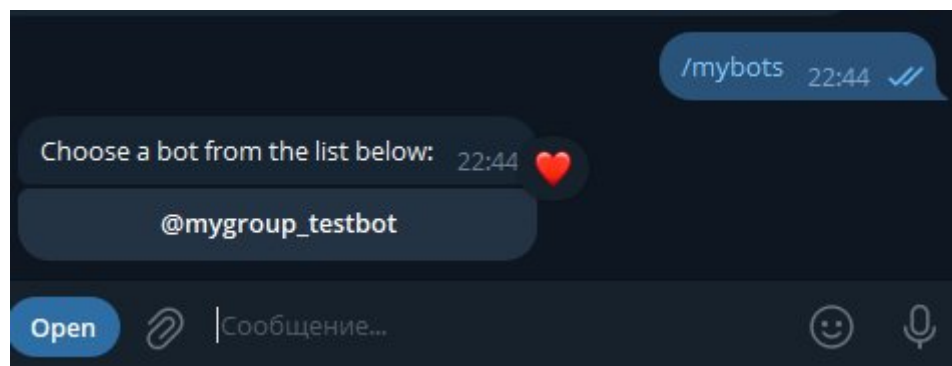 /mybots 22:44
Choose a bot from the list below: 22:44
@mygroup_testbot
Open Сообщение...